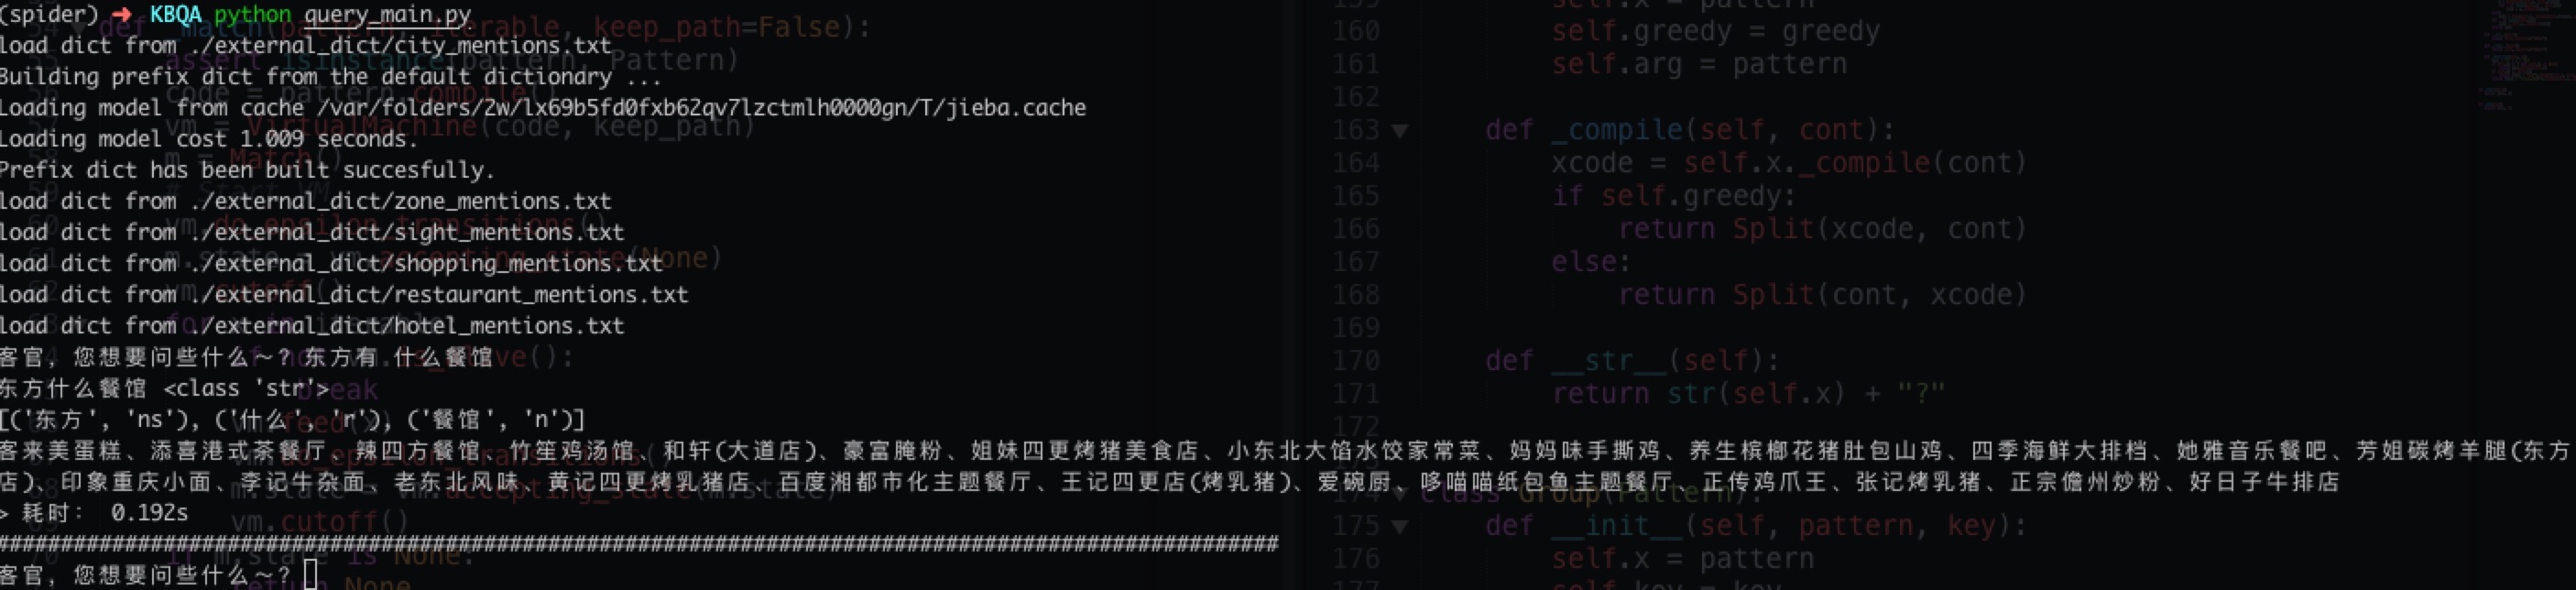 (spider) ➜ KBQA python query_main.py
load dict from ./external_dict/city_mentions.txt
Building prefix dict from the default dictionary ...
Loading model from cache /var/folders/2w/lx69b5fd0fxb62qv7lzctmlh0000gn/T/jieba.cache
Loading model cost 1.009 seconds.
Prefix dict has been built succesfully.
load dict from ./external_dict/zone_mentions.txt
load dict from ./external_dict/sight_mentions.txt
load dict from ./external_dict/shopping_mentions.txt
load dict from ./external_dict/restaurant_mentions.txt
load dict from ./external_dict/hotel_mentions.txt
客官，您想要问些什么～? 东方有 什么餐馆
东方什么餐馆 <class 'str'>
[('东方', 'ns'), ('什么', 'r'), ('餐馆', 'n')]
客来美蛋糕、添喜港式茶餐厅、辣四方餐馆、竹笙鸡汤馆、和轩(大道店)、豪富腌粉、姐妹四更烤猪美食店、小东北大馅水饺家常菜、妈妈味手撕鸡、养生槟榔花猪肚包山鸡、四季海鲜大排档、她雅音乐餐吧、芳姐碳烤羊腿(东方
店)、印象重庆小面、李记牛杂面、老东北风味、黄记四更烤乳猪店、百度湘都市化主题餐厅、王记四更店(烤乳猪)、爱碗厨、哆喵喵纸包鱼主题餐厅、正传鸡爪王、张记烤乳猪、正宗儋州炒粉、好日子牛排店
> 耗时: 0.192s
客官，您想要问些什么～?
self.x = pattern
160 self.greedy = greedy
161 self.arg = pattern
162
163 def _compile(self, cont):
164 xcode = self.x._compile(cont)
165 if self.greedy:
166 return Split(xcode, cont)
167 else:
168 return Split(cont, xcode)
169
170 def __str__(self):
171 return str(self.x) + "?"
172
class Group(Pattern):
175 def __init__(self, pattern, key):
176 self.x = pattern
177 self.key = key